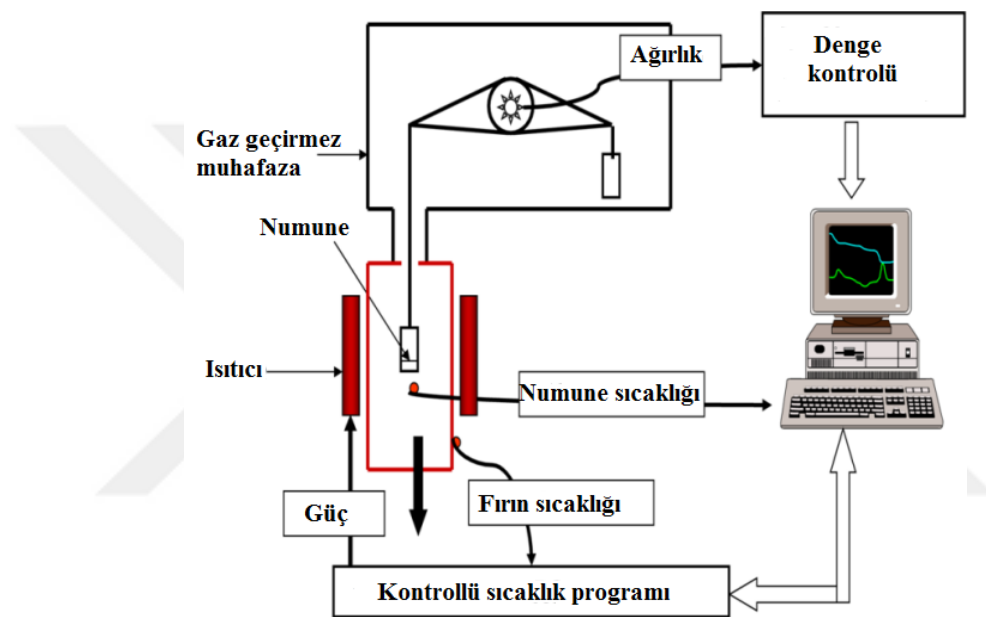 Ağırlık
Denge
kontrolü
Gaz geçirmez
muhafaza
Numune
Isıtıcı
Numune sıcaklığı
Güç
Fırın sıcaklığı
Kontrollü sıcaklık programı